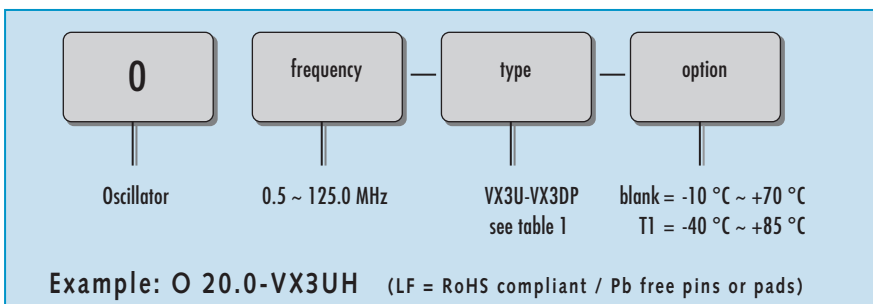 O
frequency — type — option
Oscillator
0.5 ~ 125.0 MHz
VX3U-VX3DP
see table 1
blank = -10 °C ~ +70 °C
T1 = -40 °C ~ +85 °C
Example: O 20.0-VX3UH (LF = RoHS compliant / Pb free pins or pads)